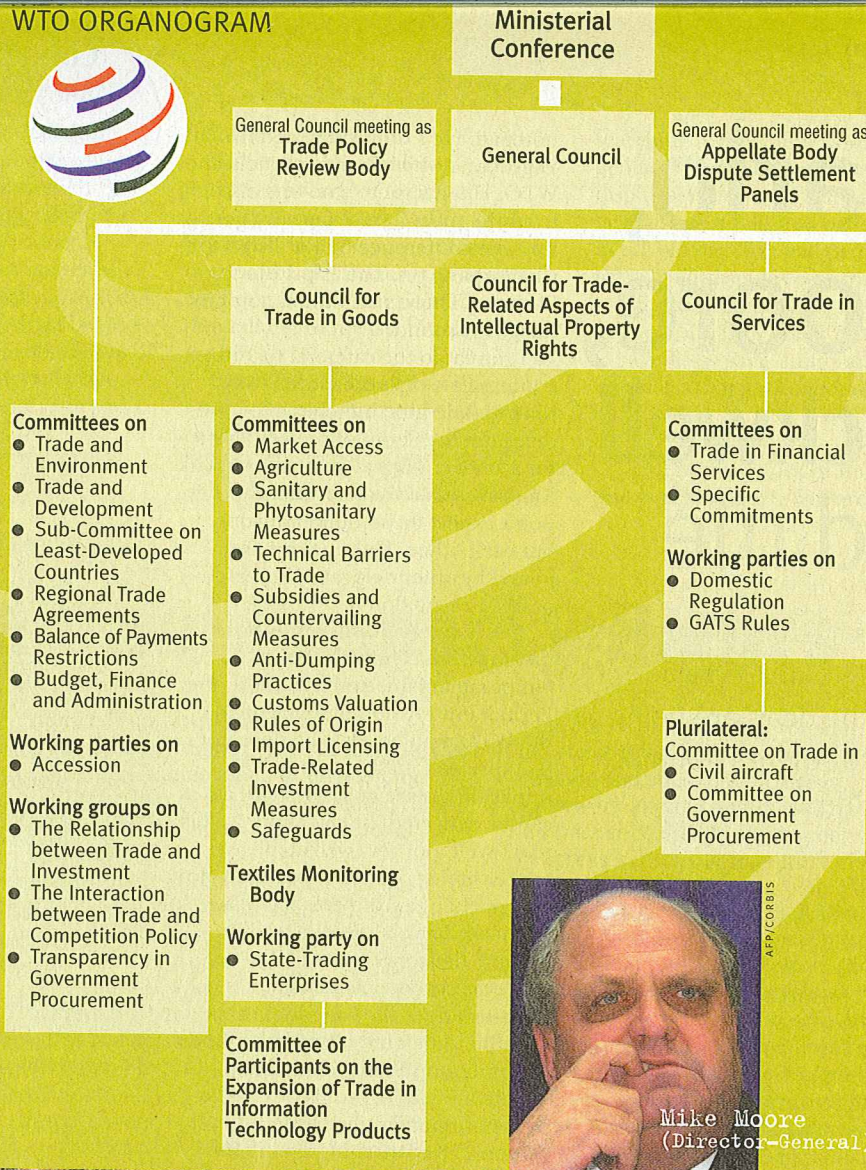 WTO ORGANOGRAM
Ministerial
Conference
General Council meeting as
Trade Policy
Review Body
General Council
General Council meeting as
Appellate Body
Dispute Settlement
Panels
Council for
Trade in Goods
Council for Trade-
Related Aspects of
Intellectual Property
Rights
Council for Trade in
Services
Committees on
● Trade and
Environment
● Trade and
Development
● Sub-Committee on
Least-Developed
Countries
● Regional Trade
Agreements
● Balance of Payments
Restrictions
● Budget, Finance
and Administration
Working parties on
● Accession
Working groups on
● The Relationship
between Trade and
Investment
● The Interaction
between Trade and
Competition Policy
● Transparency in
Government
Procurement
Committees on
● Market Access
● Agriculture
● Sanitary and
Phytosanitary
Measures
● Technical Barriers
to Trade
● Subsidies and
Countervailing
Measures
● Anti-Dumping
Practices
● Customs Valuation
● Rules of Origin
● Import Licensing
● Trade-Related
Investment
Measures
● Safeguards
Textiles Monitoring
Body
Working party on
● State-Trading
Enterprises
Committee of
Participants on the
Expansion of Trade in
Information
Technology Products
Committees on
● Trade in Financial
Services
● Specific
Commitments
Working parties on
● Domestic
Regulation
● GATS Rules
Plurilateral:
Committee on Trade in
● Civil aircraft
● Committee on
Government
Procurement
AFP/CORBIS
Mike Moore
(Director-General